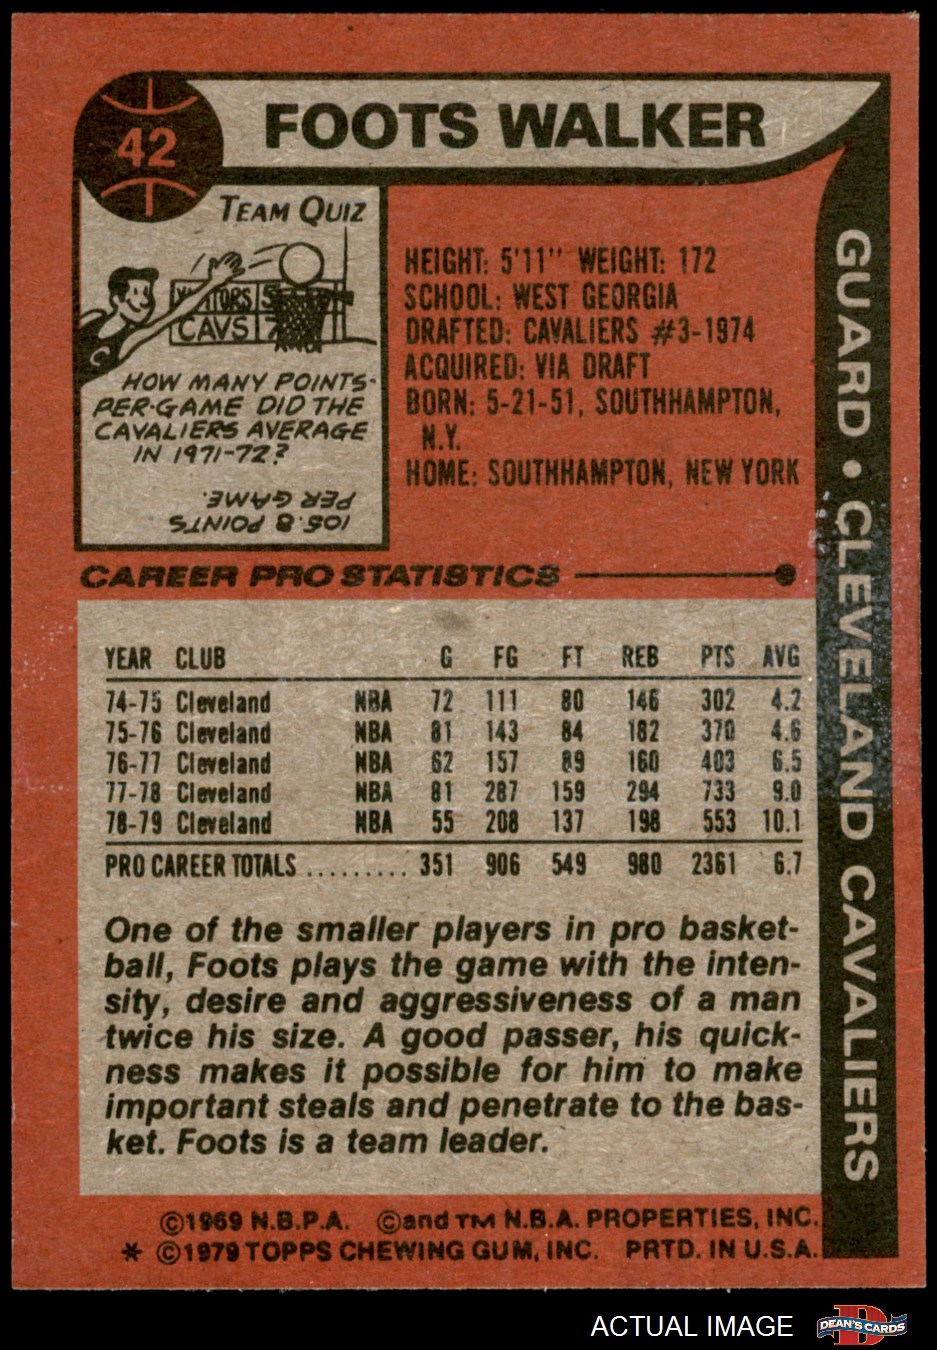 42
FOOTS WALKER
TEAM QUIZ
VISITORS 5
CAVS 7
HOW MANY POINTS-
PER-GAME DID THE
CAVALIERS AVERAGE
IN 1971-72?
105.8 POINTS
PER GAME.
HEIGHT: 5'11" WEIGHT: 172
SCHOOL: WEST GEORGIA
DRAFTED: CAVALIERS #3-1974
ACQUIRED: VIA DRAFT
BORN: 5-21-51, SOUTHHAMPTON,
N.Y.
HOME: SOUTHHAMPTON, NEW YORK
GUARD • CLEVELAND CAVALIERS
CAREER PRO STATISTICS
YEAR CLUB G FG FT REB PTS AVG
74-75 Cleveland NBA 72 111 80 146 302 4.2
75-76 Cleveland NBA 81 143 84 182 370 4.6
76-77 Cleveland NBA 62 157 89 160 403 6.5
77-78 Cleveland NBA 81 287 159 294 733 9.0
78-79 Cleveland NBA 55 208 137 198 553 10.1
PRO CAREER TOTALS ......... 351 906 549 980 2361 6.7
One of the smaller players in pro basket-
ball, Foots plays the game with the inten-
sity, desire and aggressiveness of a man
twice his size. A good passer, his quick-
ness makes it possible for him to make
important steals and penetrate to the bas-
ket. Foots is a team leader.
©1969 N.B.P.A. ©and TM N.B.A. PROPERTIES, INC.
* ©1979 TOPPS CHEWING GUM, INC. PRTD. IN U.S.A.
ACTUAL IMAGE
DEAN'S CARDS